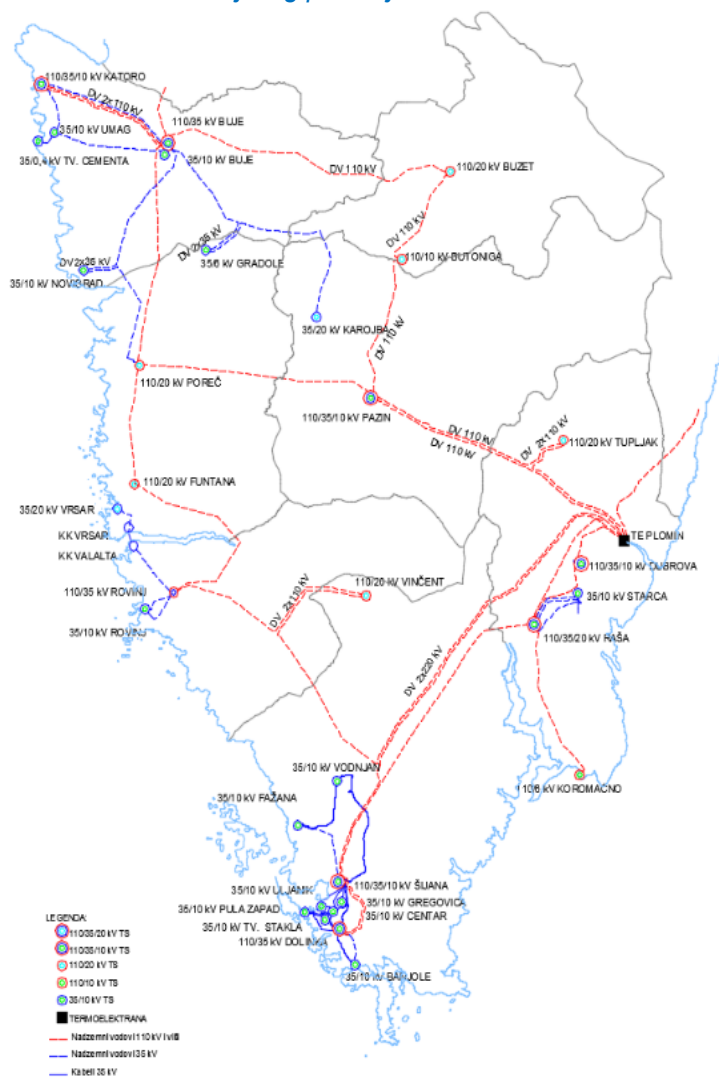 110/35/10 kV KATORO
DV 2x110 kV
35/10 kV UMAG
110/35 kV BUJE
35/0,4 kV TV. CEMENTA
35/10 kV BUJE
DV 110 kV
110/20 kV BUZET
DV 110 kV
110/10 kV BUTONIGA
DV2x35 kV
DV 2x35 kV
35/6 kV GRADOLE
35/10 kV NOVIGRAD
35/20 kV KAROJBA
DV 110 kV
110/20 kV POREČ
110/35/10 kV PAZIN
DV 110 kV
DV 110 kV
DV 2x110 kV
110/20 kV TUPLJAK
110/20 kV FUNTANA
35/20 kV VRSAR
KK VRSAR
KK VALALTA
TE PLOMIN
110/35/10 kV DUBROVA
110/20 kV VINČENT
110/35 kV ROVINJ
DV 2x110 kV
35/10 kV STARCA
35/10 kV ROVINJ
110/35/20 kV RAŠA
DV 2x220 kV
35/10 kV VODNJAN
110/6 kV KOROMAČNO
35/10 kV FAŽANA
35/10 kV ULJANIK
110/35/10 kV ŠIJANA
35/10 kV GREGOVICA
35/10 kV PULA ZAPAD
35/10 kV CENTAR
35/10 kV TV. STAKLA
110/35 kV DOLINKA
35/10 kV BANJOLE
LEGENDA:
110/35/20 kV TS
110/35/10 kV TS
110/20 kV TS
110/10 kV TS
35/10 kV TS
TERMOELEKTRANA
Nadzemni vodovi 110 kV i viši
Nadzemni vodovi 35 kV
Kabeli 35 kV